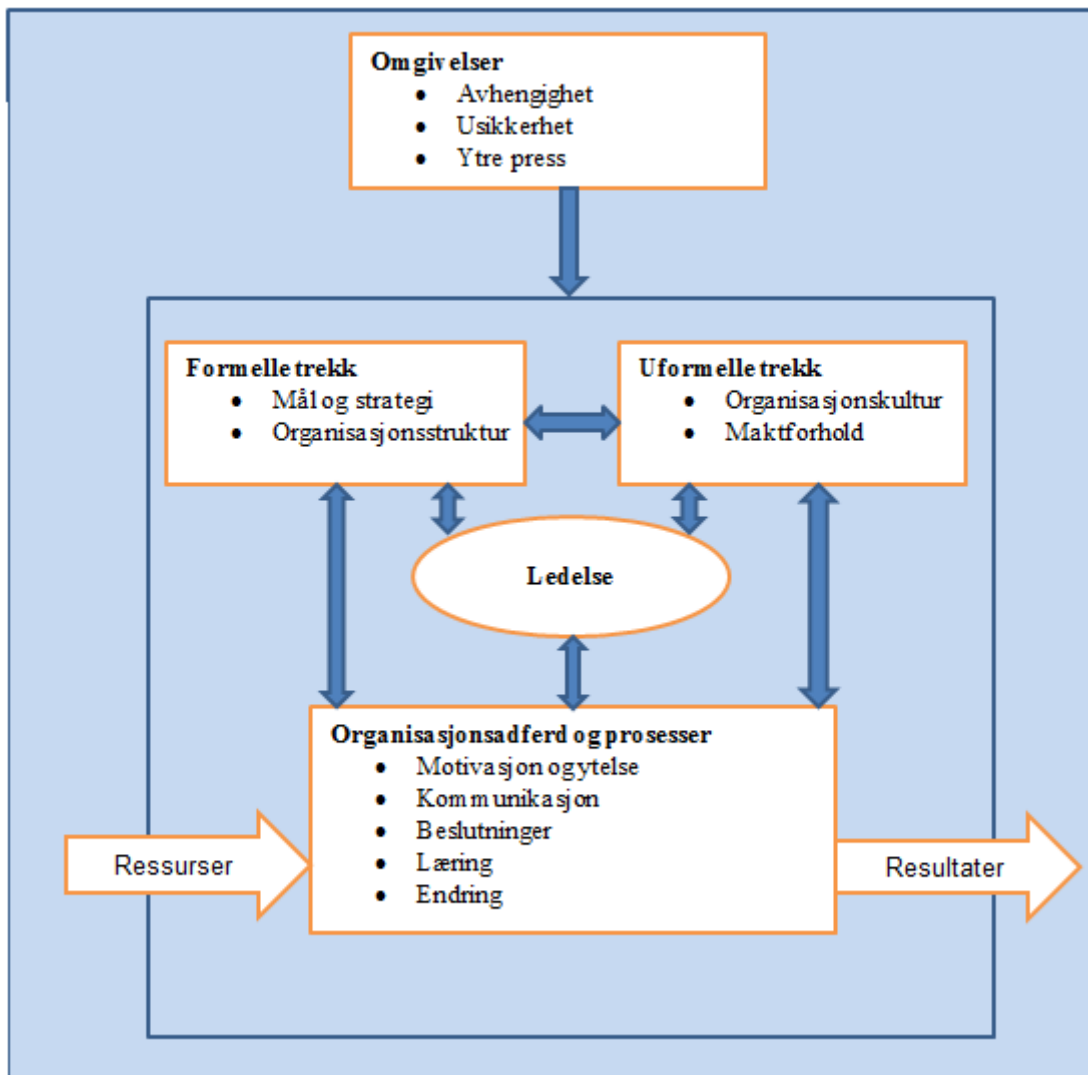 Omgivelser
• Avhengighet
• Usikkerhet
• Ytre press
Formelle trekk
• Mål og strategi
• Organisasjonsstruktur
Uformelle trekk
• Organisasjonskultur
• Maktforhold
Ledelse
Organisasjonsadferd og prosesser
• Motivasjon og ytelse
• Kommunikasjon
• Beslutninger
• Læring
• Endring
Ressurser
Resultater